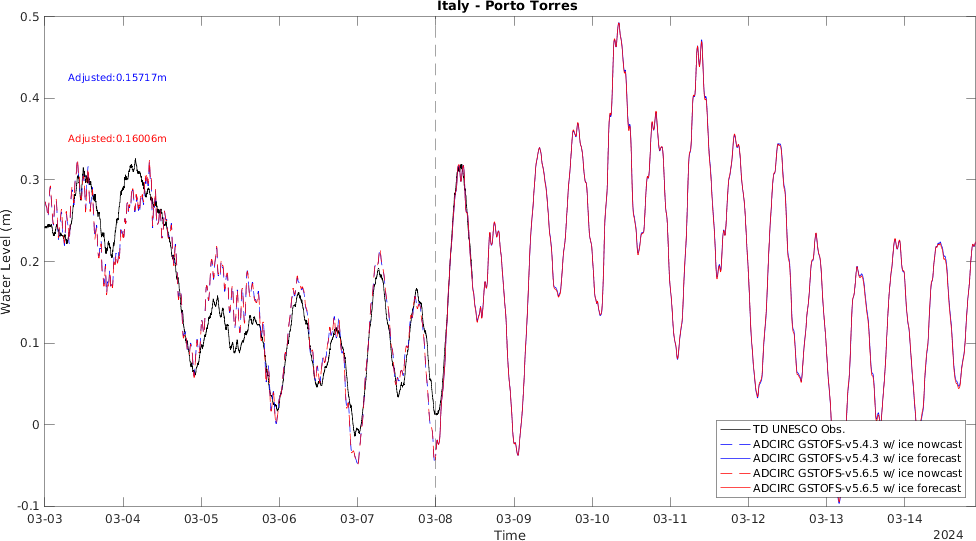 Italy - Porto Torres
0.5
0.4
0.3
0.2
0.1
0
-0.1
Water Level (m)
Adjusted:0.15717m
Adjusted:0.16006m
TD UNESCO Obs.
ADCIRC GSTOFS-v5.4.3 w/ ice nowcast
ADCIRC GSTOFS-v5.4.3 w/ ice forecast
ADCIRC GSTOFS-v5.6.5 w/ ice nowcast
ADCIRC GSTOFS-v5.6.5 w/ ice forecast
03-03 03-04 03-05 03-06 03-07 03-08 03-09 03-10 03-11 03-12 03-13 03-14
Time
2024